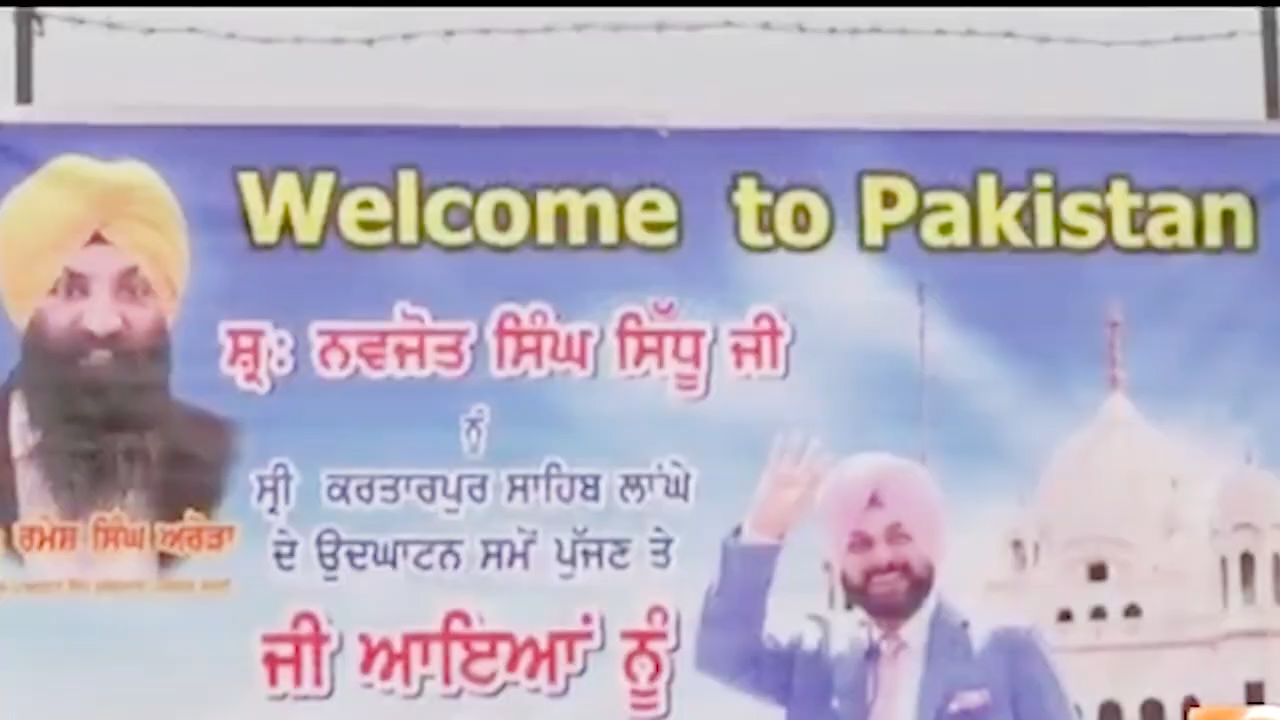 Welcome to Pakistan
ਸ੍ਰ: ਨਵਜੋਤ ਸਿੰਘ ਸਿੱਧੂ ਜੀ
ਨੂੰ
ਸ੍ਰੀ ਕਰਤਾਰਪੁਰ ਸਾਹਿਬ ਲਾਂਘੇ
ਦੇ ਉਦਘਾਟਨ ਸਮੇਂ ਪੁੱਜਣ ਤੇ
ਜੀ ਆਇਆਂ ਨੂੰ
ਰਮੇਸ਼ ਸਿੰਘ ਅਰੋੜਾ